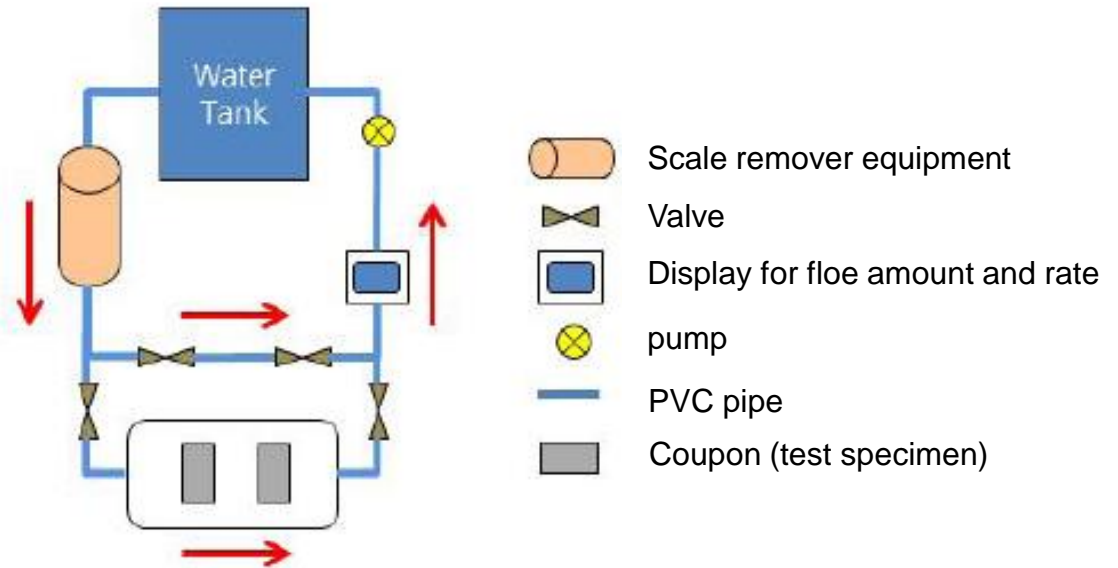 Water
Tank
Scale remover equipment
Valve
Display for floe amount and rate
pump
PVC pipe
Coupon (test specimen)